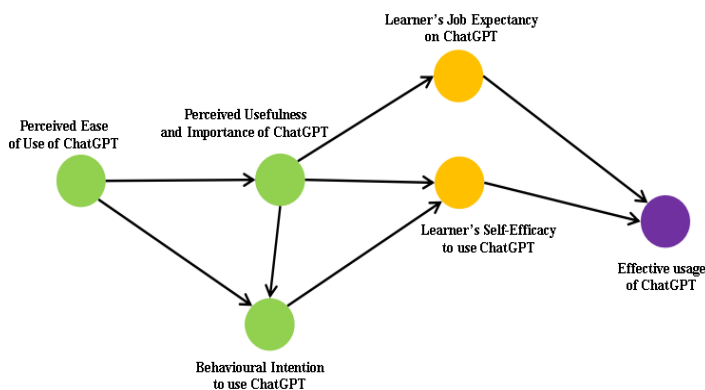 Learner's Job Expectancy
on ChatGPT
Perceived Usefulness
and Importance of ChatGPT
Perceived Ease
of Use of ChatGPT
Learner's Self-Efficacy
to use ChatGPT
Effective usage
of ChatGPT
Behavioural Intention
to use ChatGPT